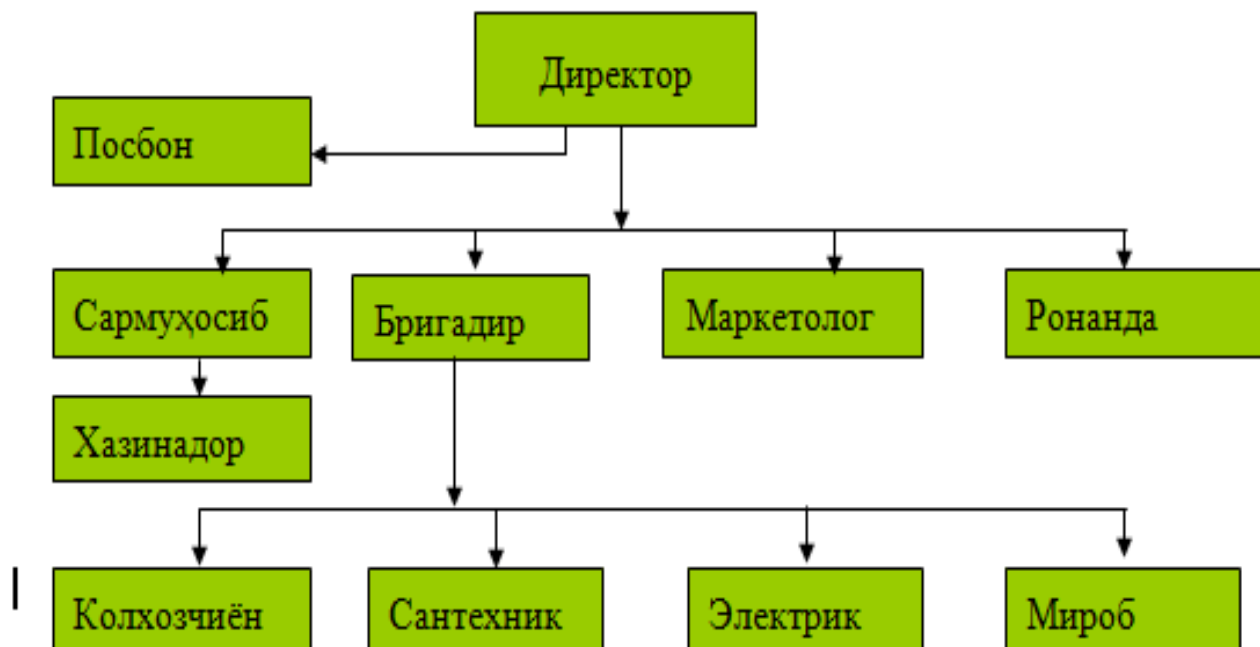 Директор
Посбон
Сармуҳосиб
Бригадир
Маркетолог
Ронанда
Хазинадор
Колхозчиён
Сантехник
Электрик
Мироб